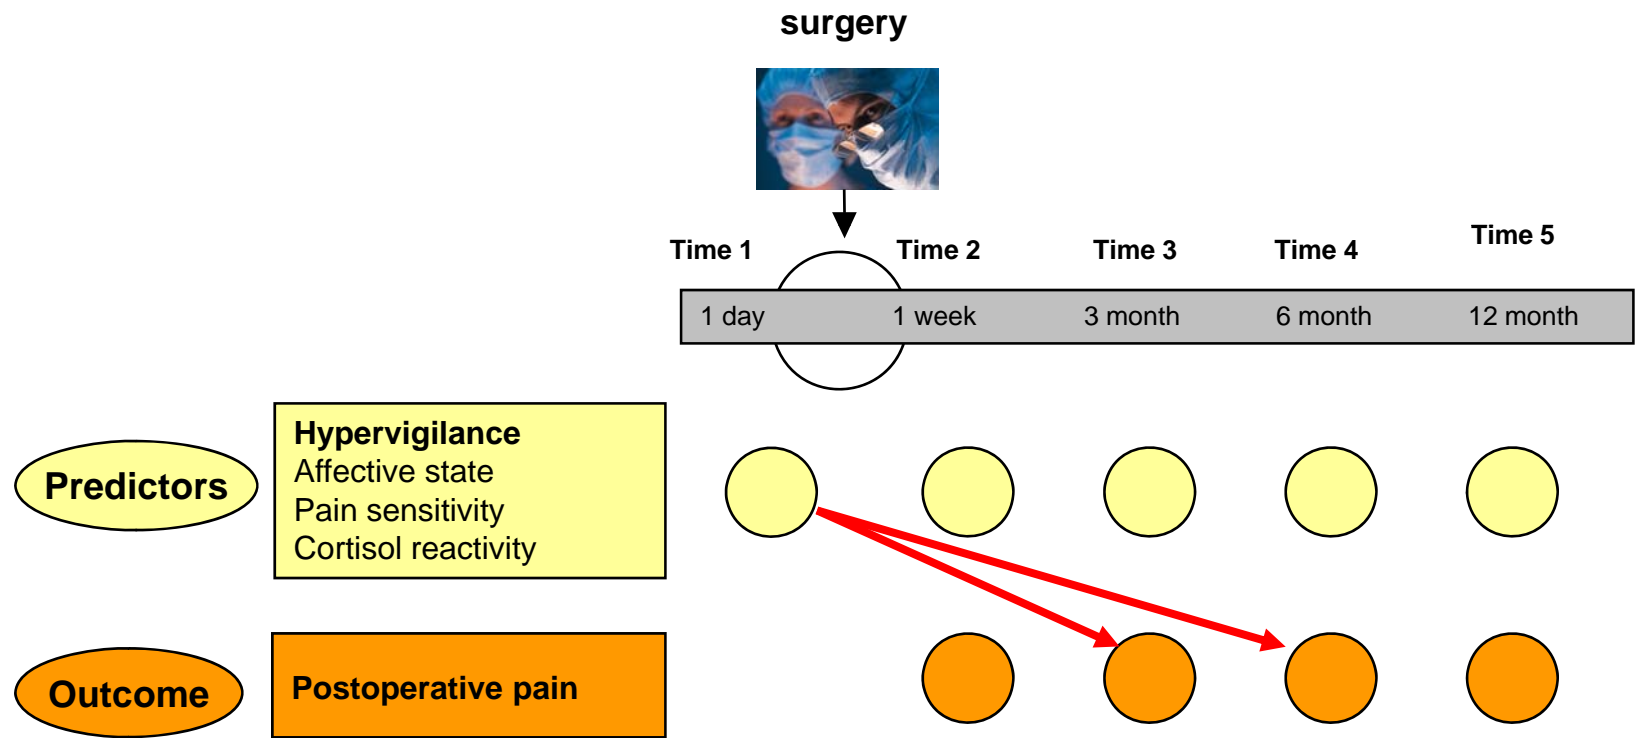 surgery
Time 1
Time 2
Time 3
Time 4
Time 5
1 day
1 week
3 month
6 month
12 month
Predictors
Hypervigilance
Affective state
Pain sensitivity
Cortisol reactivity
Outcome
Postoperative pain